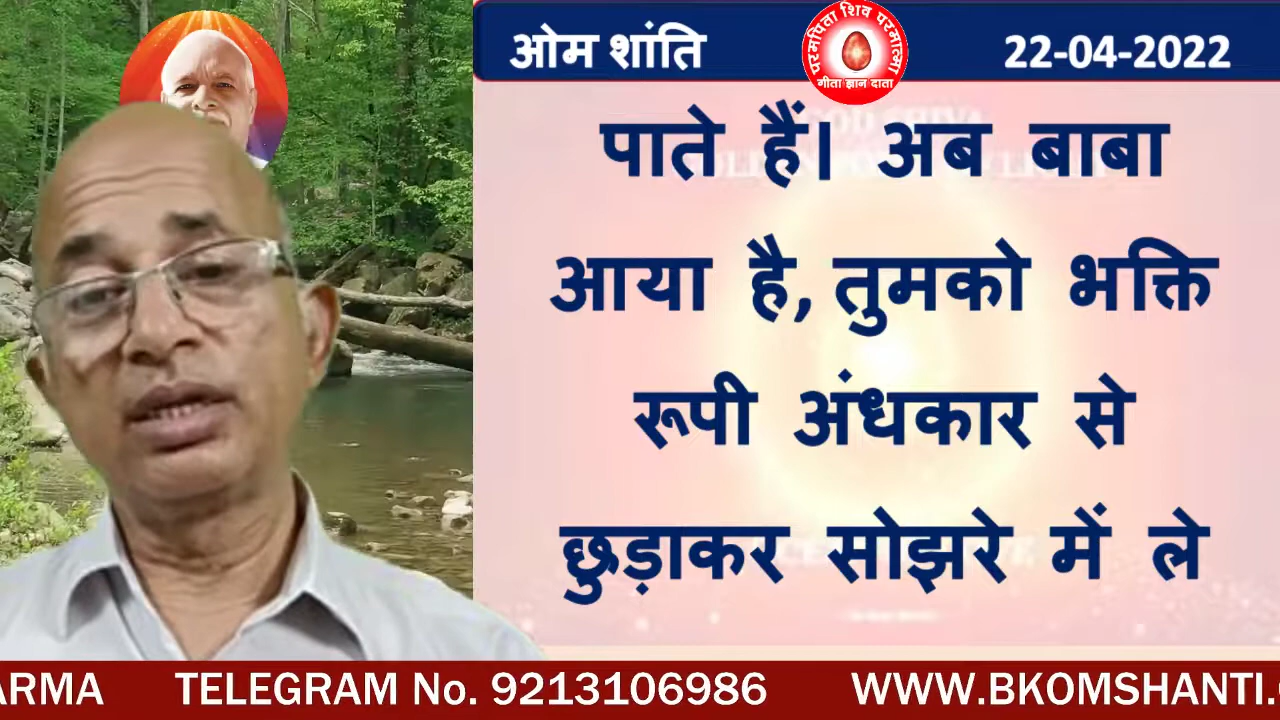 ओम शांति
परमपिता शिव परमात्मा
गीता ज्ञान दाता
22-04-2022
पाते हैं। अब बाबा
आया है, तुमको भक्ति
रूपी अंधकार से
छुड़ाकर सोझरे में ले
ARMA TELEGRAM No. 9213106986 WWW.BKOMSHANTI.